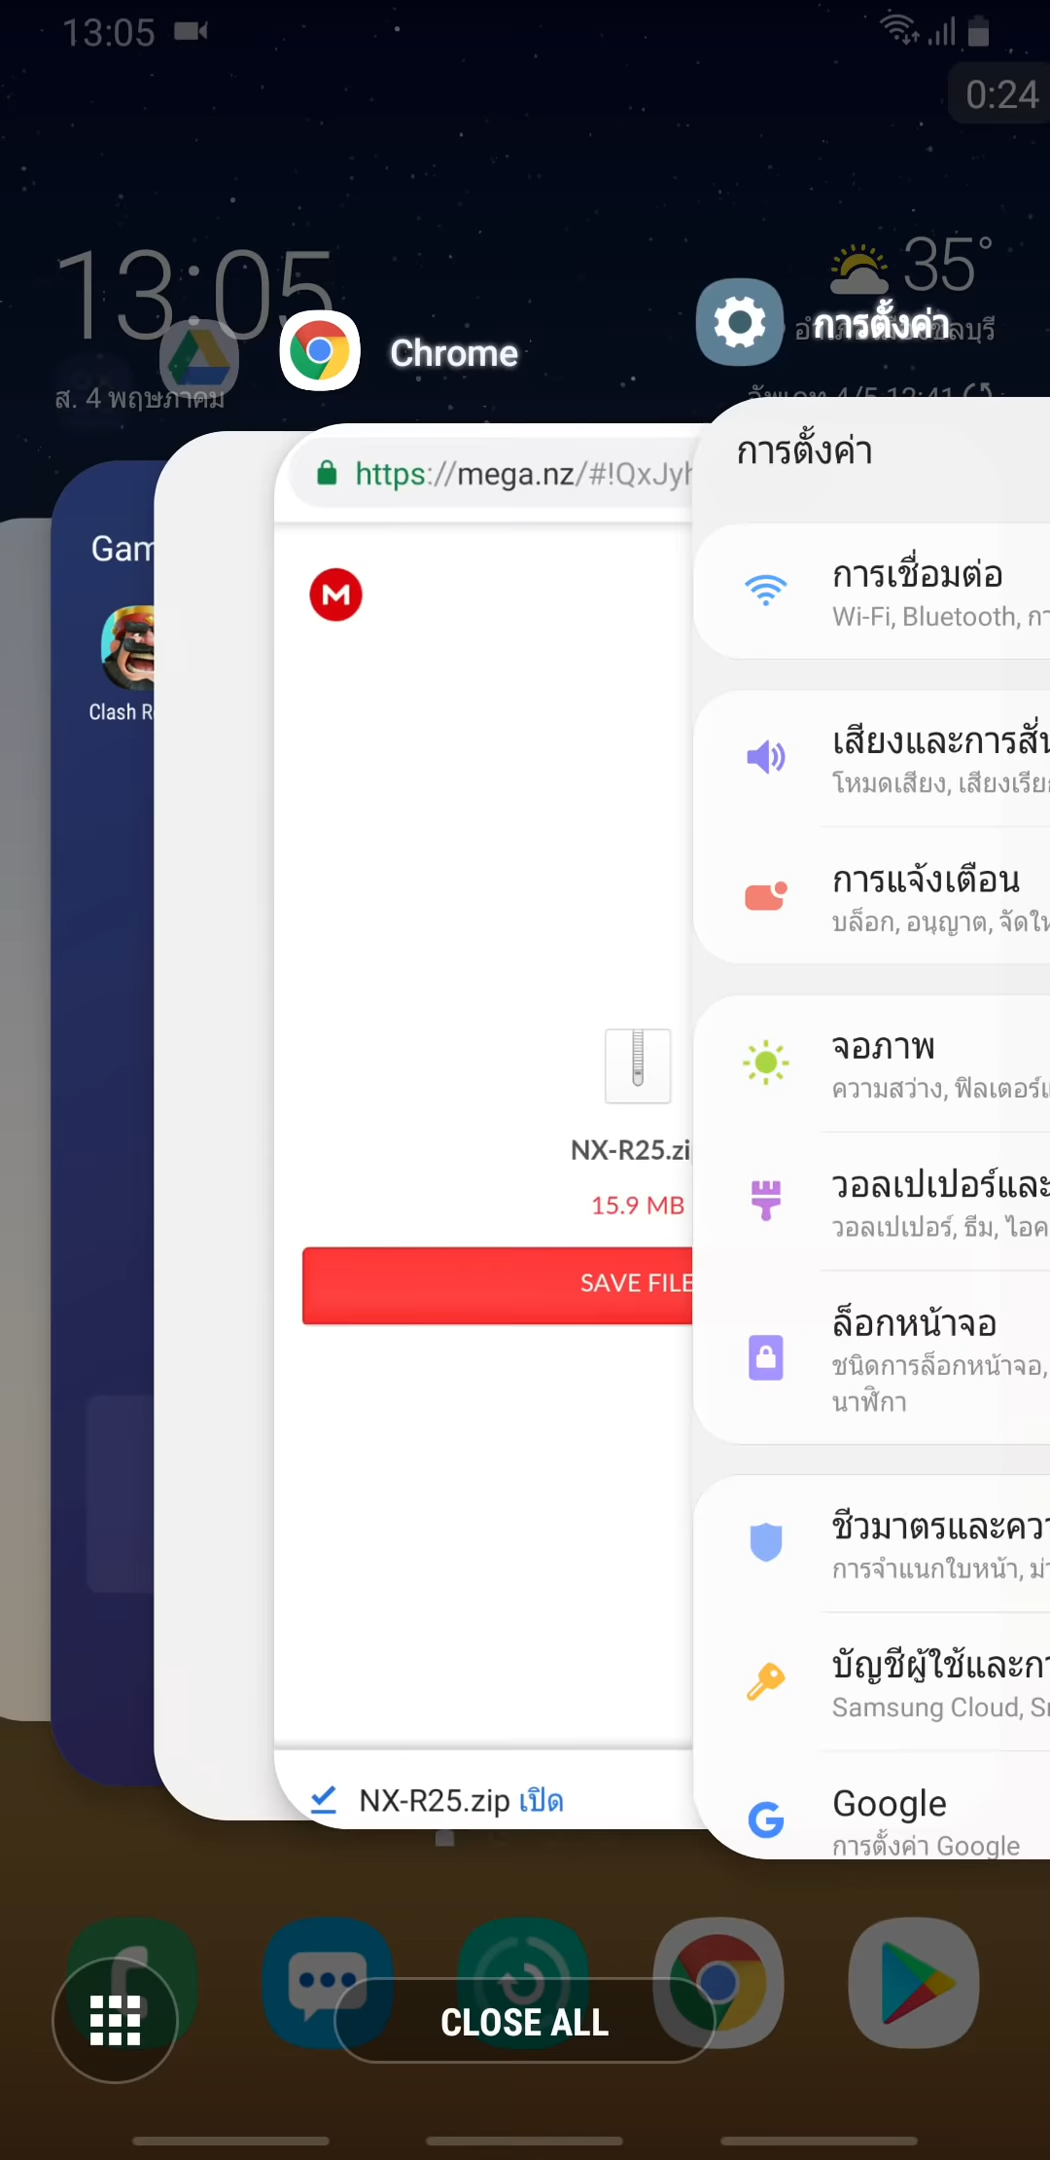 13:05
0:24
13:05
35°
Chrome
การตั้งค่า
ส. 4 พฤษภาคม
อัพเดท 4/5 12:41
https://mega.nz/#!QxJyh
การตั้งค่า
Gam
Clash R
การเชื่อมต่อ
Wi-Fi, Bluetooth, กา
เสียงและการสั่น
โหมดเสียง, เสียงเรียก
การแจ้งเตือน
บล็อก, อนุญาต, จัดให
จอภาพ
ความสว่าง, ฟิลเตอร์แ
NX-R25.zi
15.9 MB
SAVE FILE
วอลเปเปอร์และ
วอลเปเปอร์, ธีม, ไอค
ล็อกหน้าจอ
ชนิดการล็อกหน้าจอ,
นาฬิกา
ชีวมาตรและควา
การจำแนกใบหน้า, ม่า
บัญชีผู้ใช้และกา
Samsung Cloud, Sm
Google
การตั้งค่า Google
NX-R25.zip เปิด
CLOSE ALL